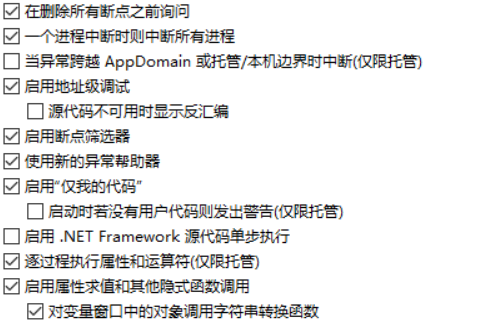 在删除所有断点之前询问
一个进程中断时则中断所有进程
当异常跨越 AppDomain 或托管/本机边界时中断(仅限托管)
启用地址级调试
源代码不可用时显示反汇编
启用断点筛选器
使用新的异常帮助器
启用“仅我的代码”
启动时若没有用户代码则发出警告(仅限托管)
启用 .NET Framework 源代码单步执行
逐过程执行属性和运算符(仅限托管)
启用属性求值和其他隐式函数调用
对变量窗口中的对象调用字符串转换函数